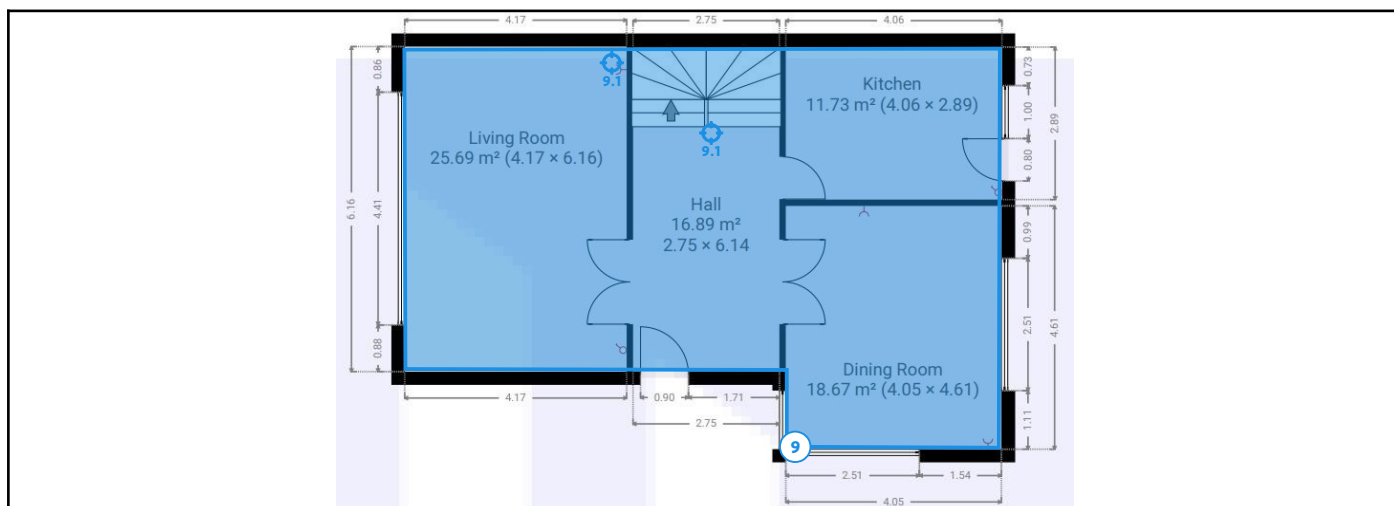 4.17
2.75
4.06
0.86
9.1
Kitchen
11.73 m² (4.06 × 2.89)
0.73
1.00
2.89
0.80
Living Room
25.69 m² (4.17 × 6.16)
9.1
6.16
4.41
Hall
16.89 m²
2.75 × 6.14
0.99
2.51
4.61
0.88
Dining Room
18.67 m² (4.05 × 4.61)
1.11
4.17
0.90
1.71
2.75
9
2.51
1.54
4.05